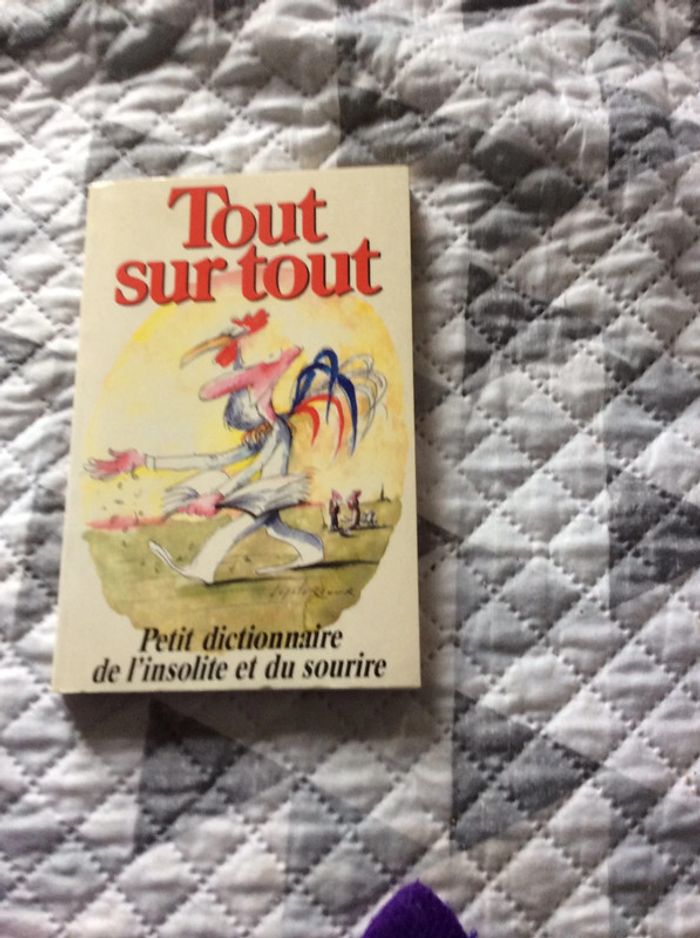 Tout
sur tout
Petit dictionnaire
de l'insolite et du sourire